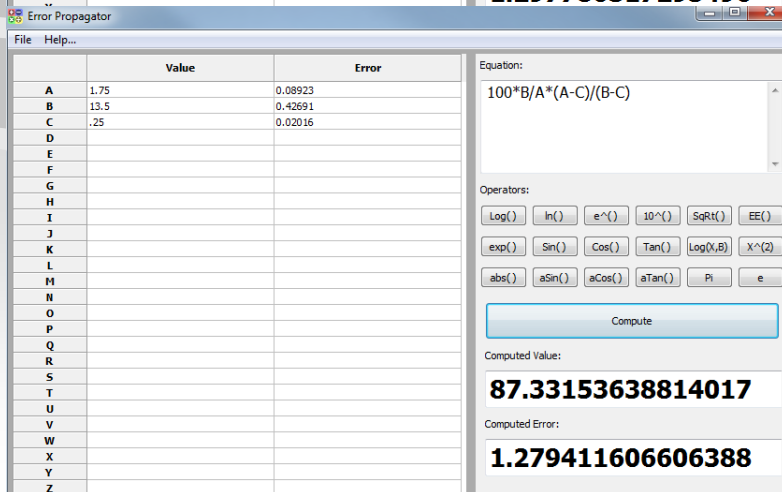 Error Propagator
File Help...
Value Error
A 1.75 0.08923
B 13.5 0.42691
C .25 0.02016
D
E
F
G
H
I
J
K
L
M
N
O
P
Q
R
S
T
U
V
W
X
Y
Z
Equation:
100*B/A*(A-C)/(B-C)
Operators:
Log() ln() e^() 10^() SqRt() EE()
exp() Sin() Cos() Tan() Log(X,B) X^(2)
abs() aSin() aCos() aTan() Pi e
Compute
Computed Value:
87.33153638814017
Computed Error:
1.279411606606388